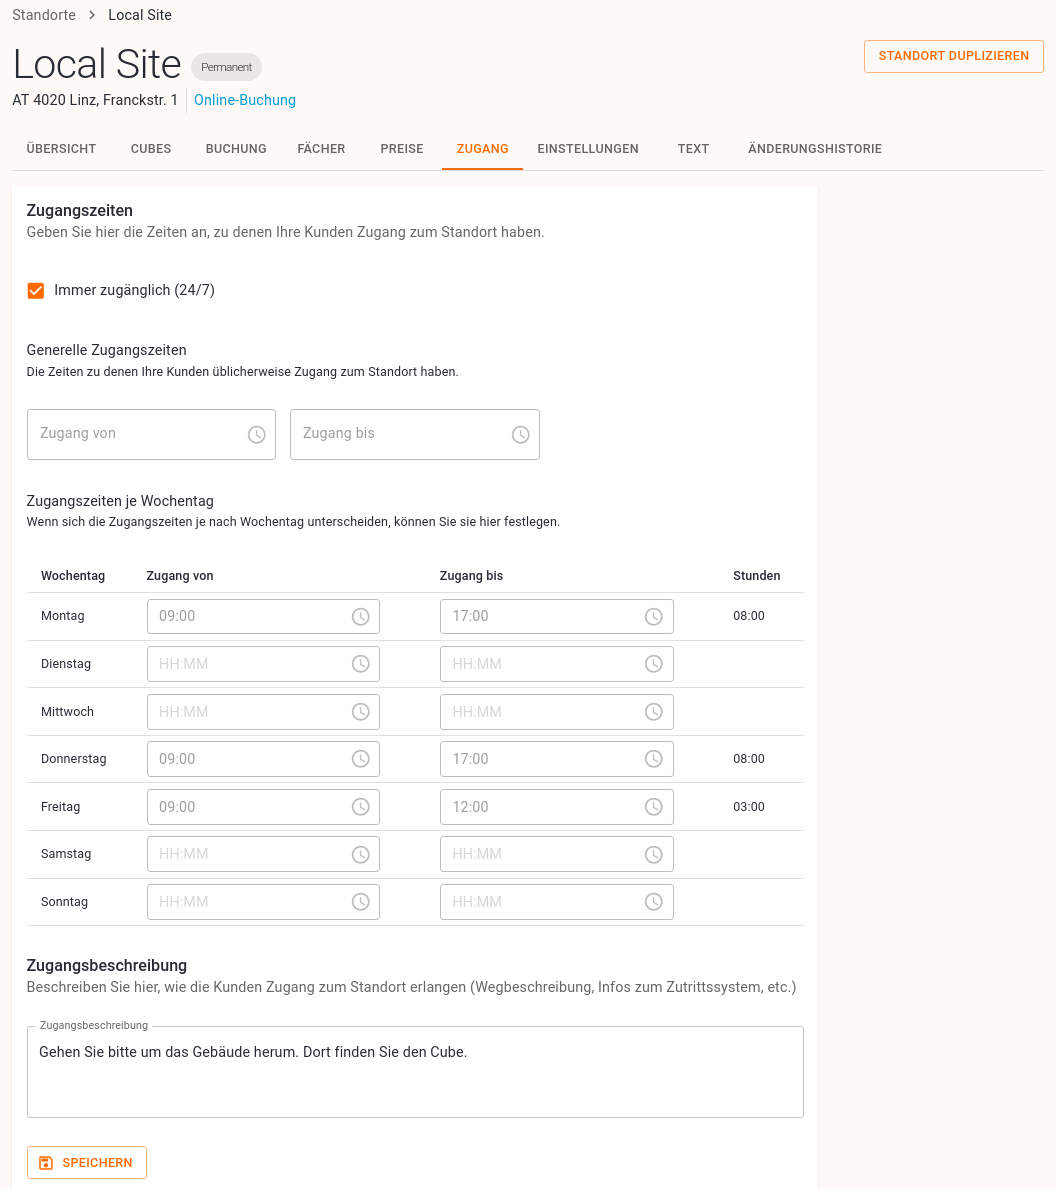 Standorte > Local Site
Local Site Permanent
STANDORT DUPLIZIEREN
AT 4020 Linz, Franckstr. 1 Online-Buchung
ÜBERSICHT CUBES BUCHUNG FÄCHER PREISE ZUGANG EINSTELLUNGEN TEXT ÄNDERUNGSHISTORIE
Zugangszeiten
Geben Sie hier die Zeiten an, zu denen Ihre Kunden Zugang zum Standort haben.
Immer zugänglich (24/7)
Generelle Zugangszeiten
Die Zeiten zu denen Ihre Kunden üblicherweise Zugang zum Standort haben.
Zugang von Zugang bis
Zugangszeiten je Wochentag
Wenn sich die Zugangszeiten je nach Wochentag unterscheiden, können Sie sie hier festlegen.
Wochentag Zugang von Zugang bis Stunden
Montag 09:00 17:00 08:00
Dienstag HH:MM HH:MM
Mittwoch HH:MM HH:MM
Donnerstag 09:00 17:00 08:00
Freitag 09:00 12:00 03:00
Samstag HH:MM HH:MM
Sonntag HH:MM HH:MM
Zugangsbeschreibung
Beschreiben Sie hier, wie die Kunden Zugang zum Standort erlangen (Wegbeschreibung, Infos zum Zutrittssystem, etc.)
Zugangsbeschreibung
Gehen Sie bitte um das Gebäude herum. Dort finden Sie den Cube.
SPEICHERN